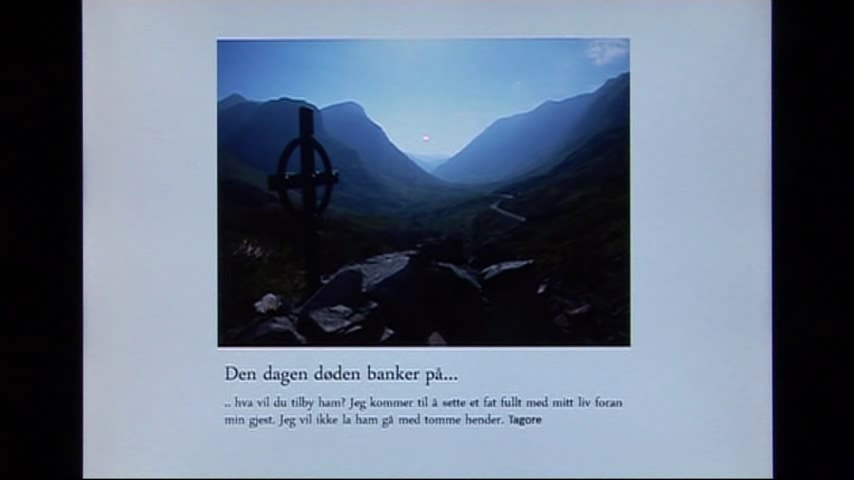 Den dagen døden banker på...
.. hva vil du tilby ham? Jeg kommer til å sette et fat fullt med mitt liv foran
min gjest. Jeg vil ikke la ham gå med tomme hender. Tagore